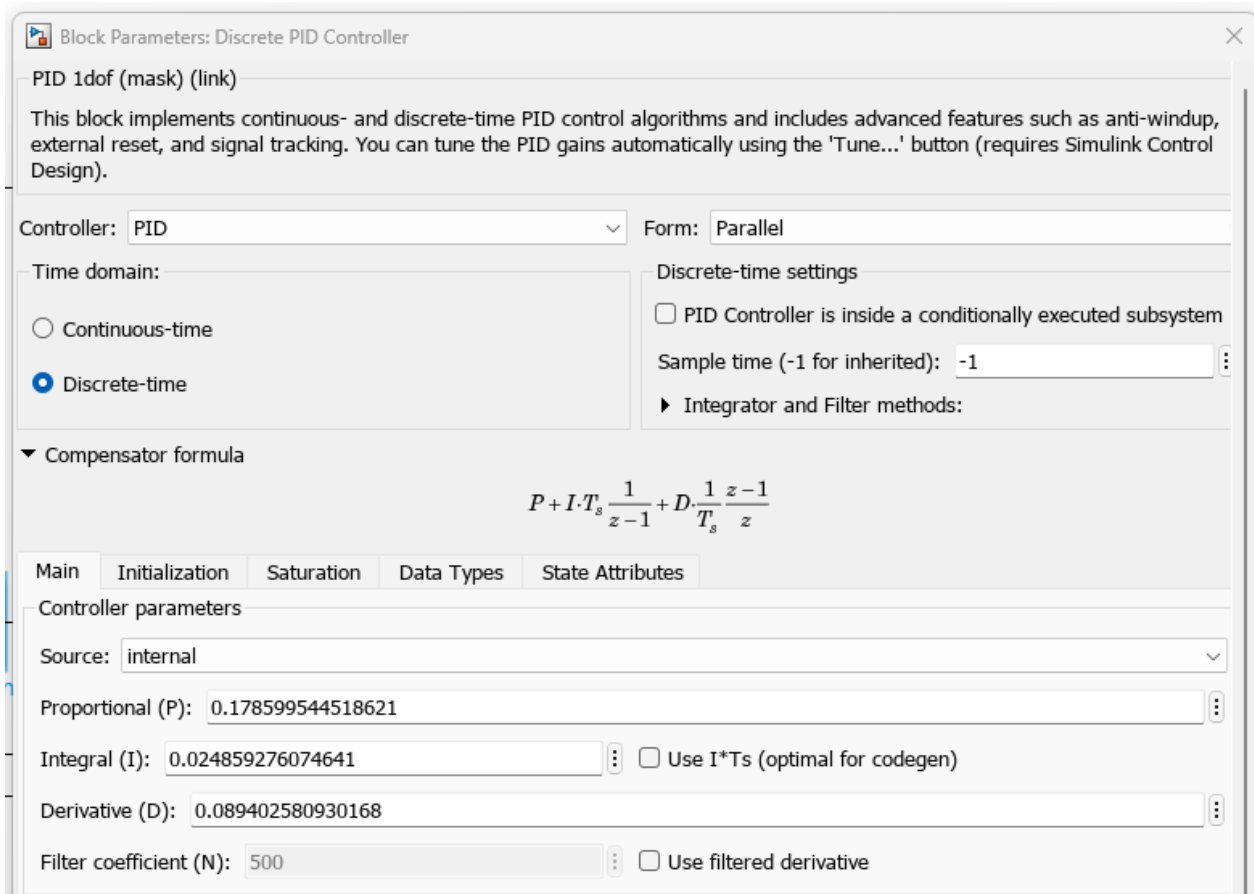 Block Parameters: Discrete PID Controller
PID 1dof (mask) (link)
This block implements continuous- and discrete-time PID control algorithms and includes advanced features such as anti-windup,
external reset, and signal tracking. You can tune the PID gains automatically using the 'Tune...' button (requires Simulink Control
Design).
Controller: PID Form: Parallel
Time domain: Discrete-time settings
PID Controller is inside a conditionally executed subsystem
Continuous-time
Sample time (-1 for inherited): -1
Discrete-time
Integrator and Filter methods:
Compensator formula
P + I·T_s \frac{1}{z-1} + D·\frac{1}{T_s} \frac{z-1}{z}
Main Initialization Saturation Data Types State Attributes
Controller parameters
Source: internal
Proportional (P): 0.178599544518621
Integral (I): 0.024859276074641 Use I*Ts (optimal for codegen)
Derivative (D): 0.089402580930168
Filter coefficient (N): 500 Use filtered derivative